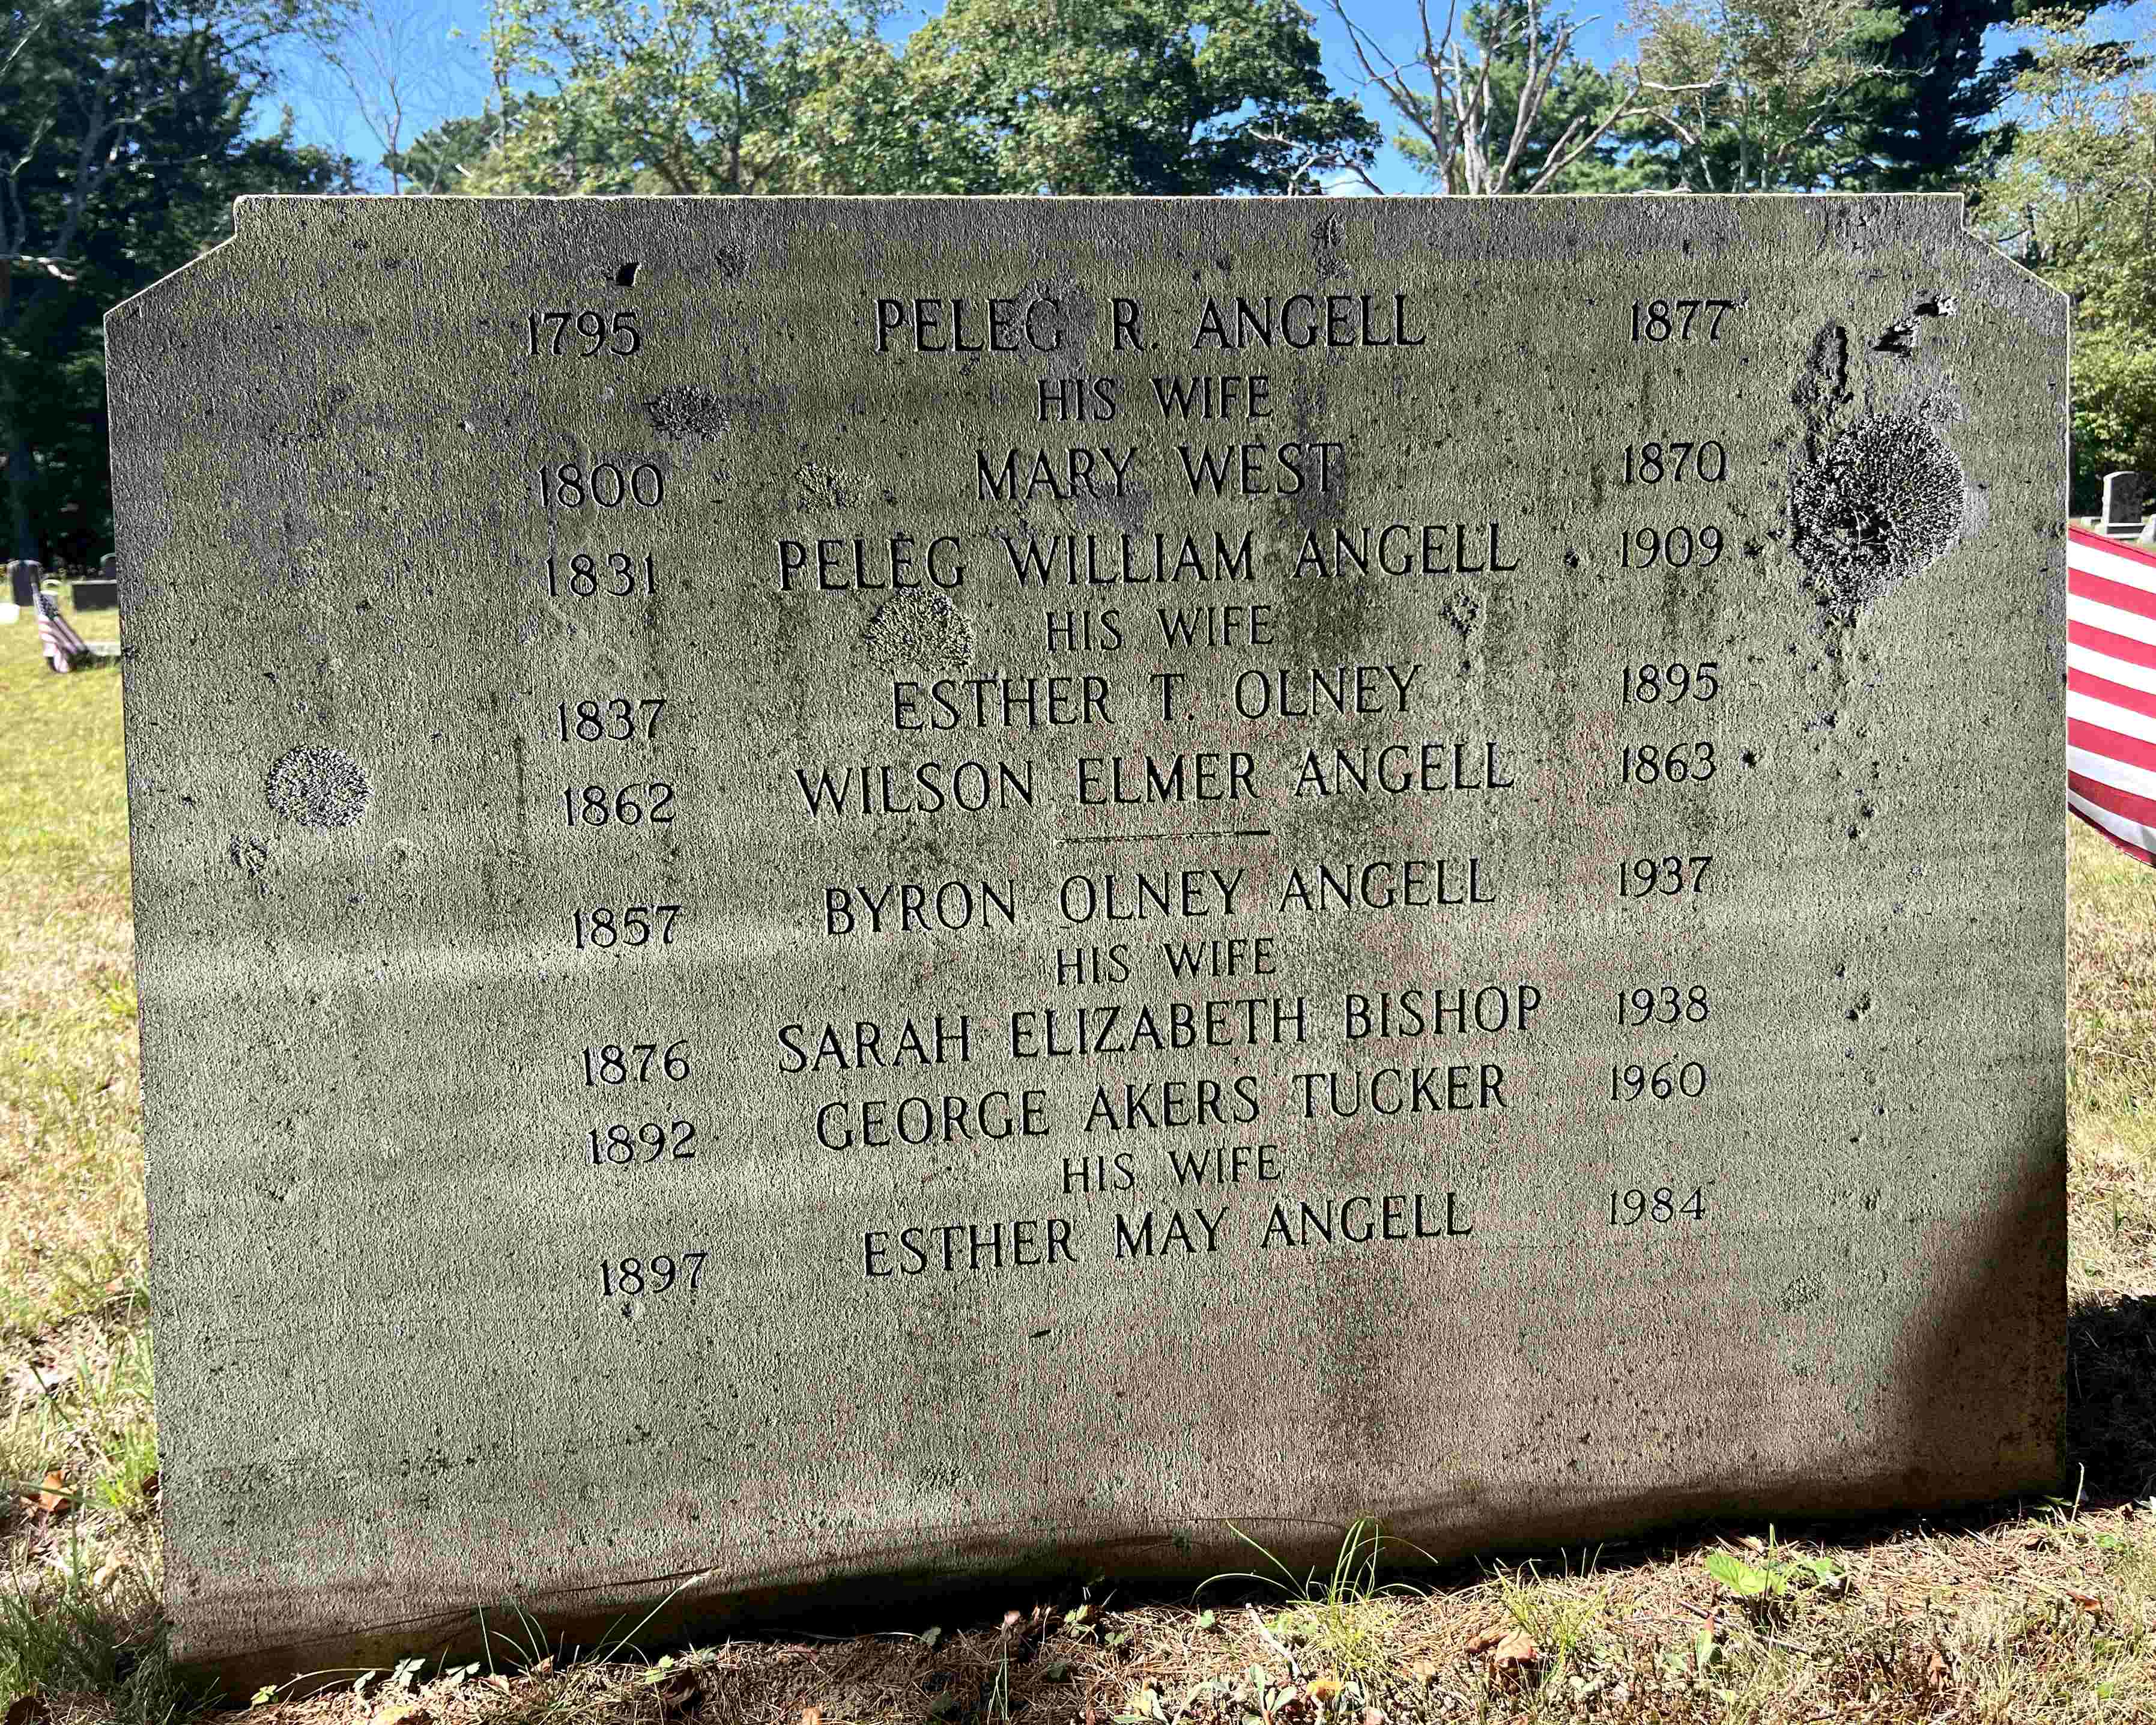 1795 PELEG R. ANGELL 1877
HIS WIFE
1800 MARY WEST 1870
1831 PELEG WILLIAM ANGELL 1909
HIS WIFE
1837 ESTHER T. OLNEY 1895
1862 WILSON ELMER ANGELL 1863
1857 BYRON OLNEY ANGELL 1937
HIS WIFE
1876 SARAH ELIZABETH BISHOP 1938
1892 GEORGE AKERS TUCKER 1960
HIS WIFE
1897 ESTHER MAY ANGELL 1984